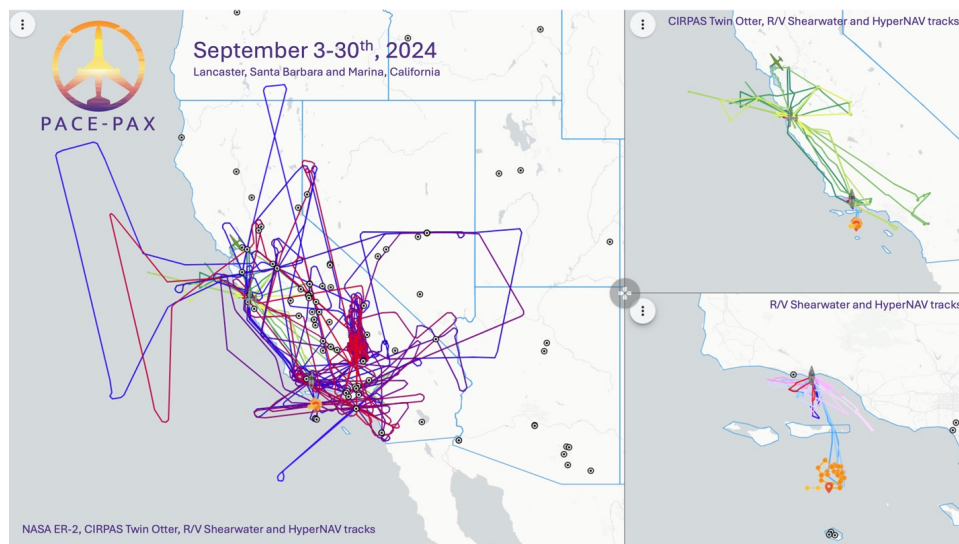 PACE-PAX
September 3-30th, 2024
Lancaster, Santa Barbara and Marina, California
NASA ER-2, CIRPAS Twin Otter, R/V Shearwater and HyperNAV tracks
CIRPAS Twin Otter, R/V Shearwater and HyperNAV tracks
R/V Shearwater and HyperNAV tracks